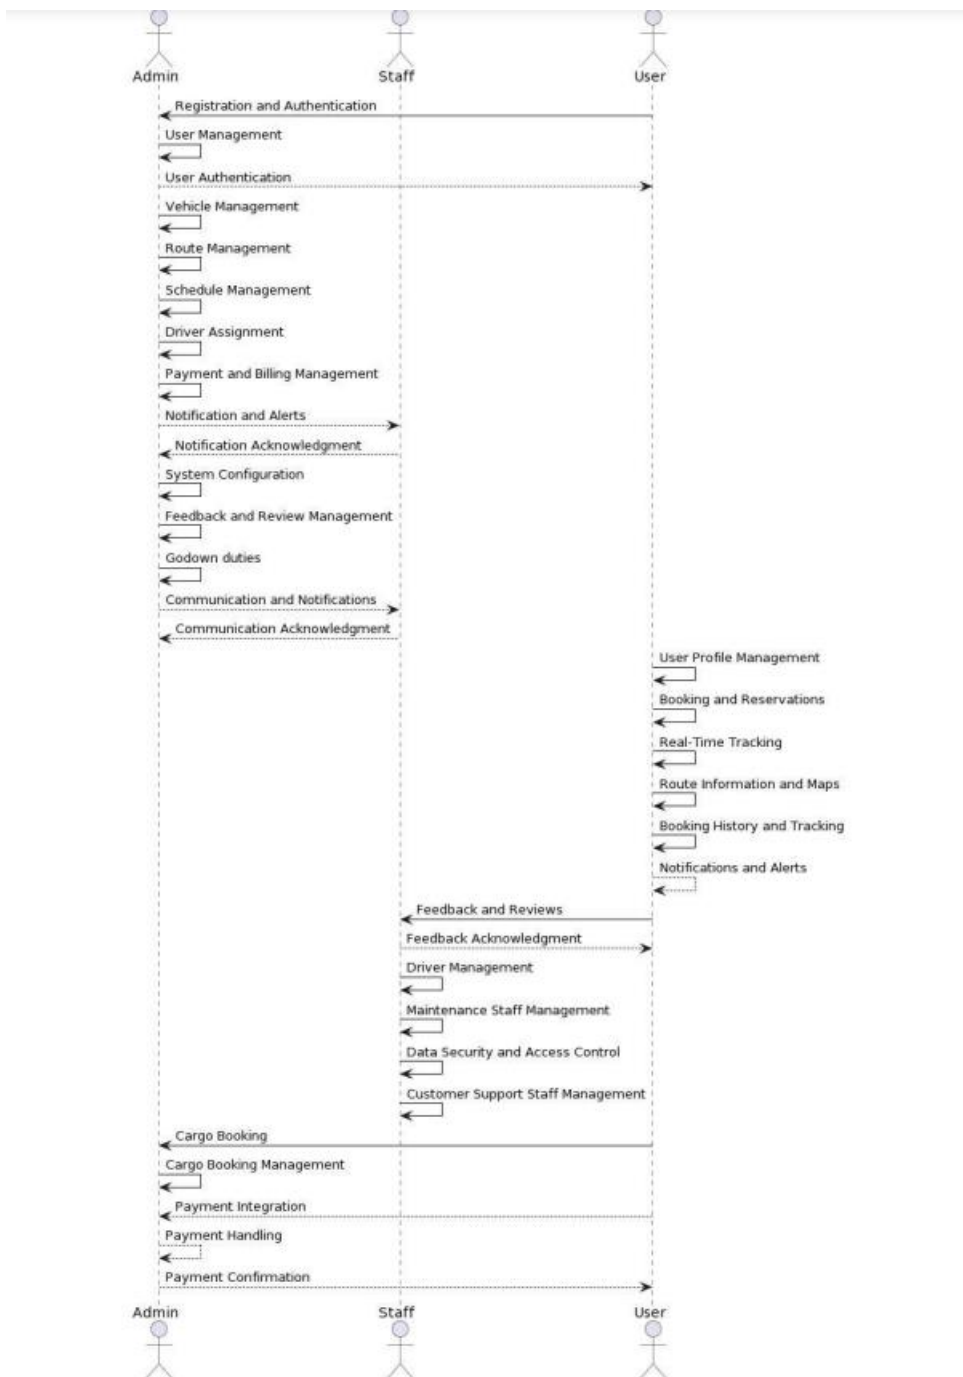 Admin Staff User
Registration and Authentication
User Management
User Authentication
Vehicle Management
Route Management
Schedule Management
Driver Assignment
Payment and Billing Management
Notification and Alerts
Notification Acknowledgment
System Configuration
Feedback and Review Management
Godown duties
Communication and Notifications
Communication Acknowledgment
User Profile Management
Booking and Reservations
Real-Time Tracking
Route Information and Maps
Booking History and Tracking
Notifications and Alerts
Feedback and Reviews
Feedback Acknowledgment
Driver Management
Maintenance Staff Management
Data Security and Access Control
Customer Support Staff Management
Cargo Booking
Cargo Booking Management
Payment Integration
Payment Handling
Payment Confirmation
Admin Staff User